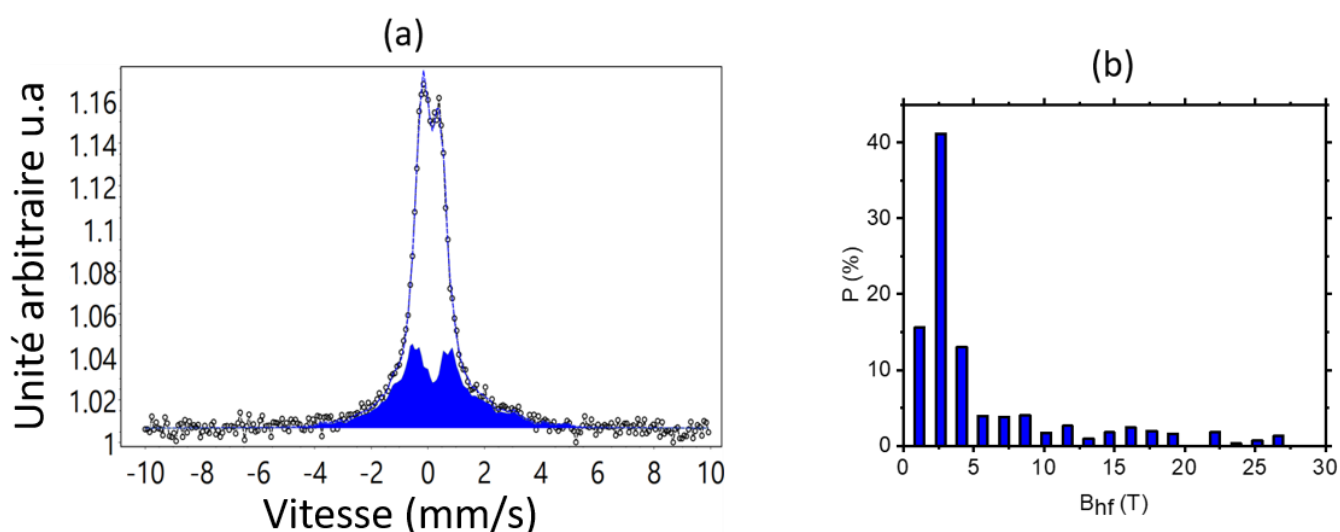 (a)
Unité arbitraire u.a
1.16
1.14
1.12
1.1
1.08
1.06
1.04
1.02
1
-10 -8 -6 -4 -2 0 2 4 6 8 10
Vitesse (mm/s)
(b)
P (%)
40
30
20
10
0
0 5 10 15 20 25 30
Bhf (T)